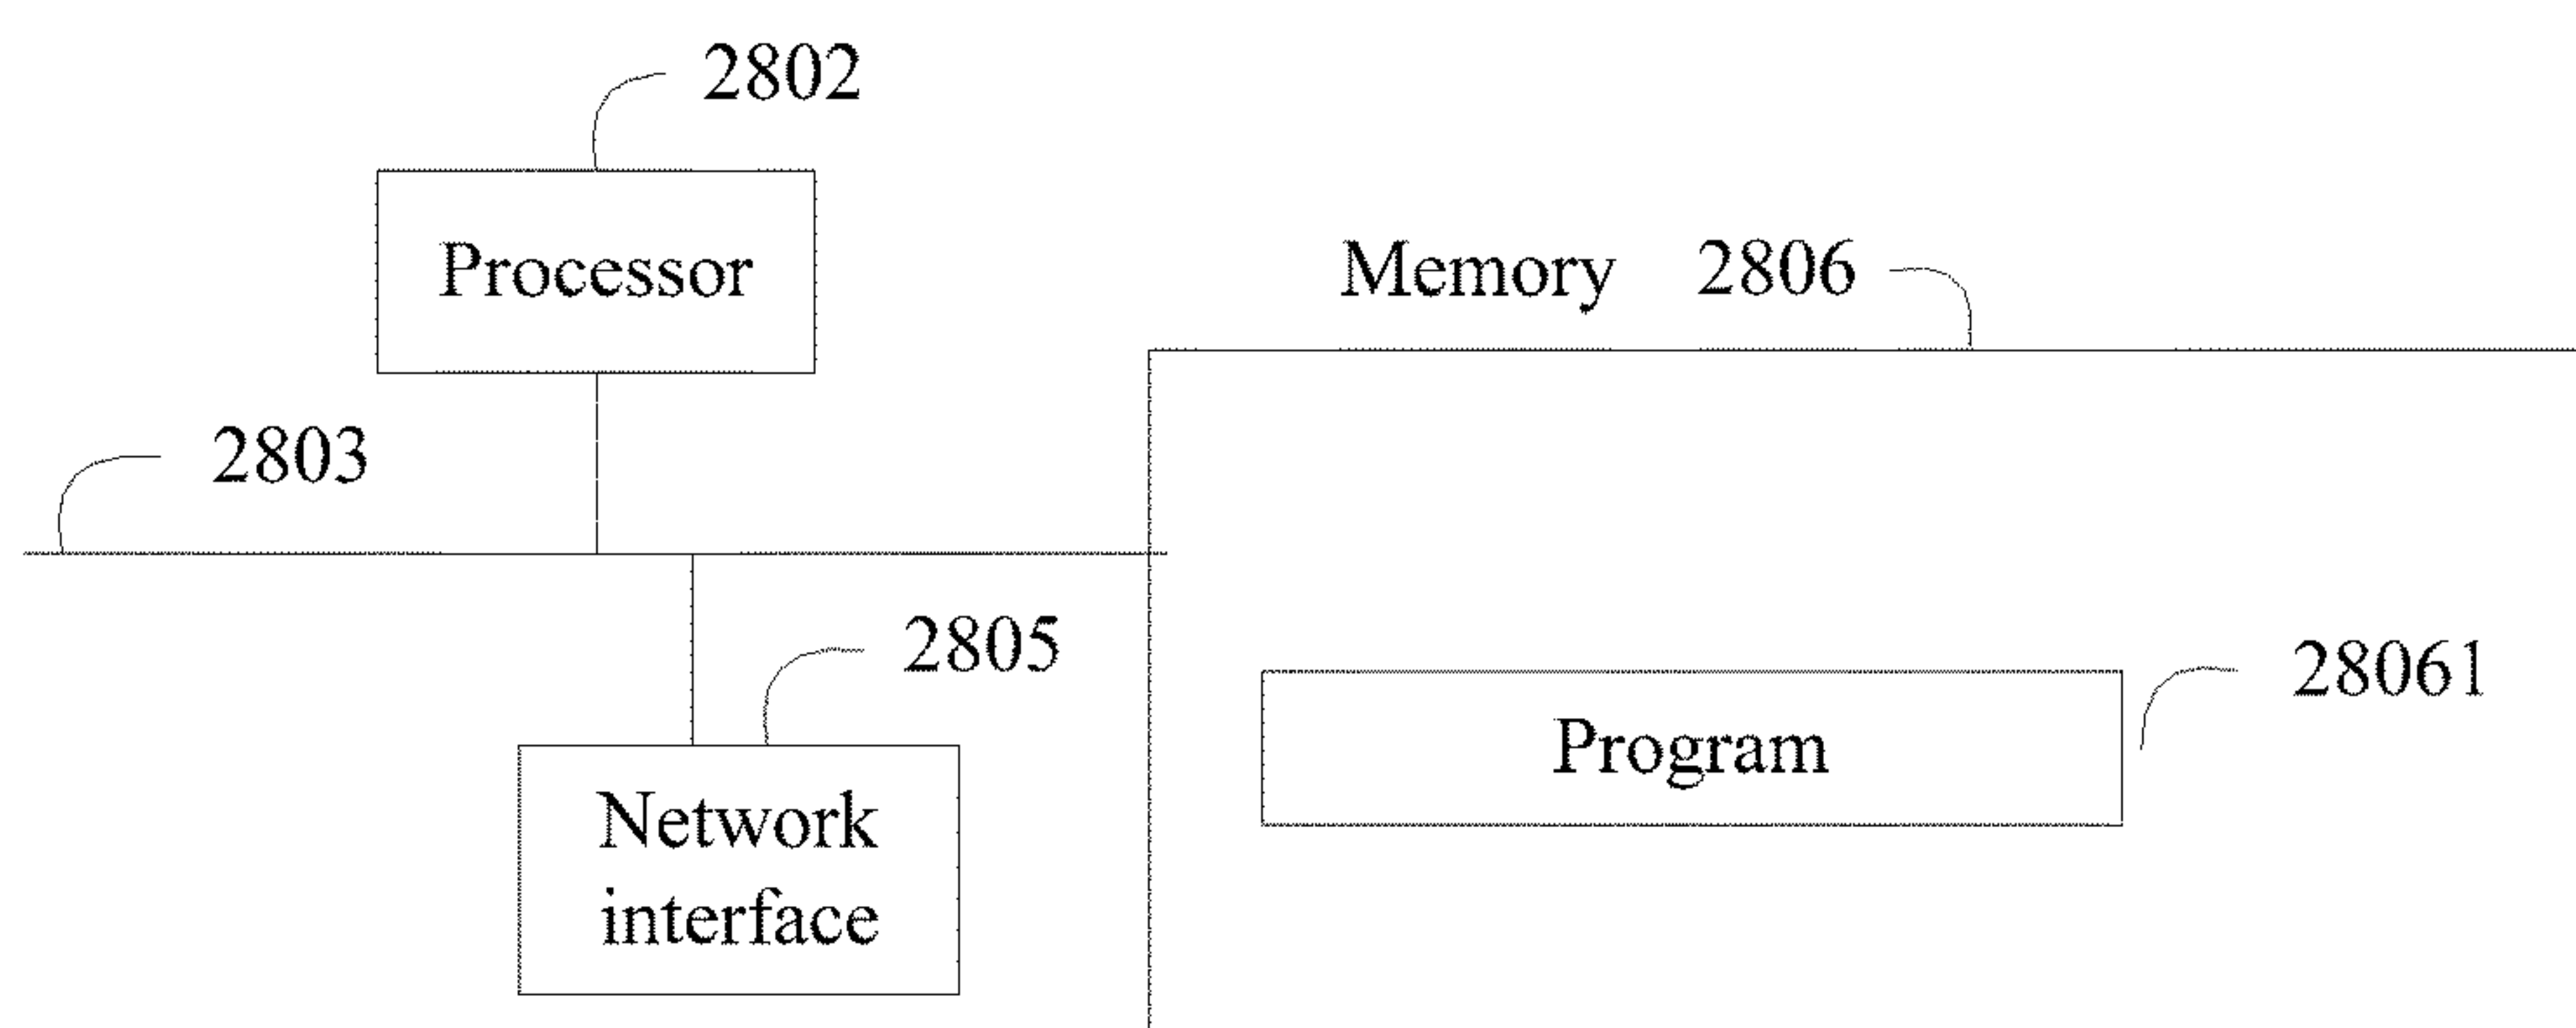 2802
Processor
Memory 2806
2803
2805
28061
Program
Network
interface